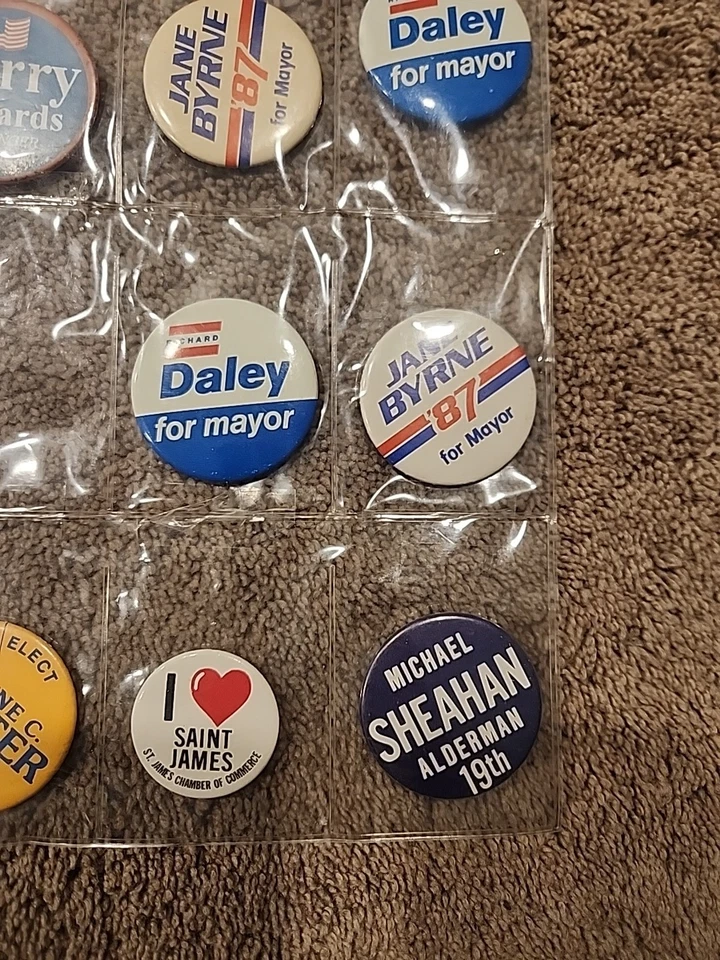 rry
ards
JANE
BYRNE
'87
for Mayor
Daley
for mayor
RICHARD
Daley
for mayor
JANE
BYRNE
'87
for Mayor
ELECT
NE C.
ER
I
SAINT
JAMES
ST. JAMES CHAMBER OF COMMERCE
MICHAEL
SHEAHAN
ALDERMAN
19th